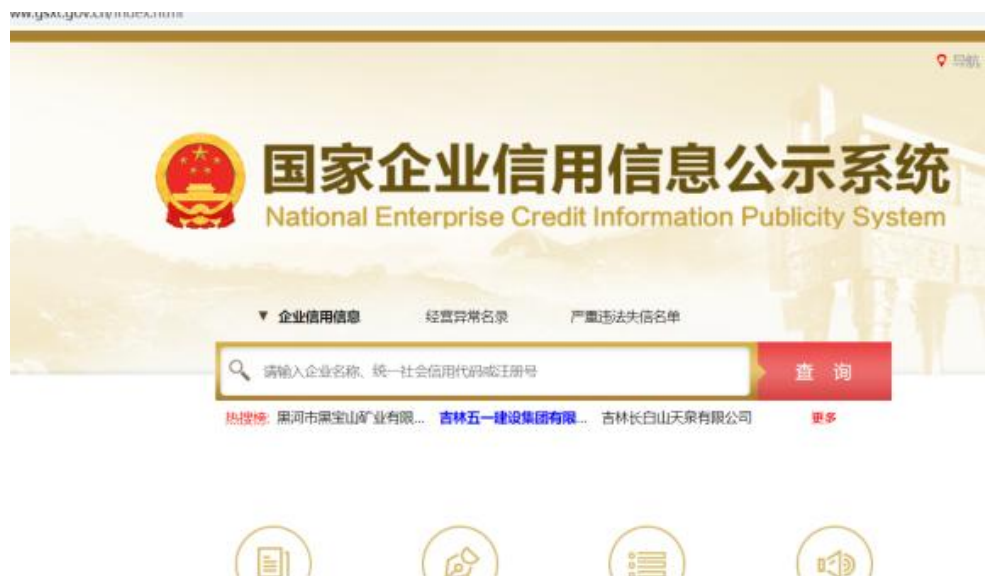 ww.gsxt.gov.cn/index.html
导航
国家企业信用信息公示系统
National Enterprise Credit Information Publicity System
▼ 企业信用信息 经营异常名录 严重违法失信名单
请输入企业名称、统一社会信用代码或注册号 查 询
热搜榜: 黑河市黑宝山矿业有限... 吉林五一建设集团有限... 吉林长白山天泉有限公司 更多